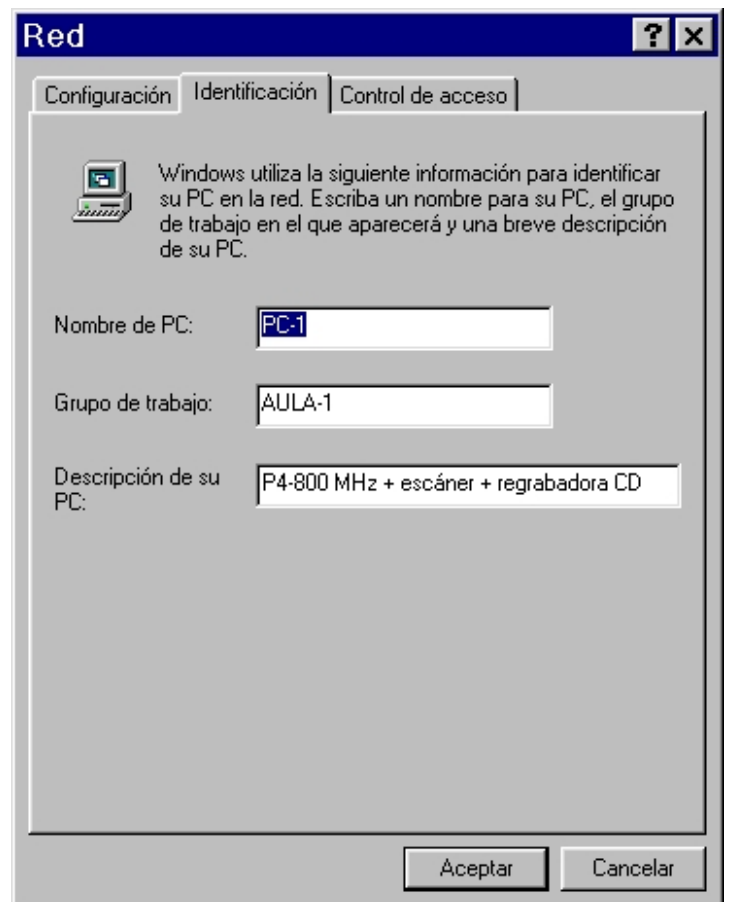 Red
Configuración Identificación Control de acceso
Windows utiliza la siguiente información para identificar
su PC en la red. Escriba un nombre para su PC, el grupo
de trabajo en el que aparecerá y una breve descripción
de su PC.
Nombre de PC: PC-1
Grupo de trabajo: AULA-1
Descripción de su
PC:
P4-800 MHz + escáner + regrabadora CD
Aceptar Cancelar